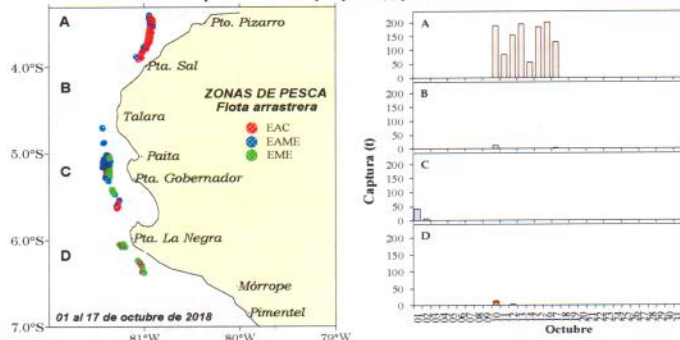 A
B
C
D
4.0°S
5.0°S
6.0°S
7.0°S
81°W
80°W
79°W
Pto. Pizarro
Pta. Sal
Talara
ZONAS DE PESCA
Flota arrastrera
EAC
EAME
EME
Paita
Pta. Gobernador
Pta. La Negra
Mórrope
Pimentel
01 al 17 de octubre de 2018
Captura (t)
A
200
150
100
50
0
B
200
150
100
50
0
C
200
150
100
50
0
D
200
150
100
50
0
Octubre